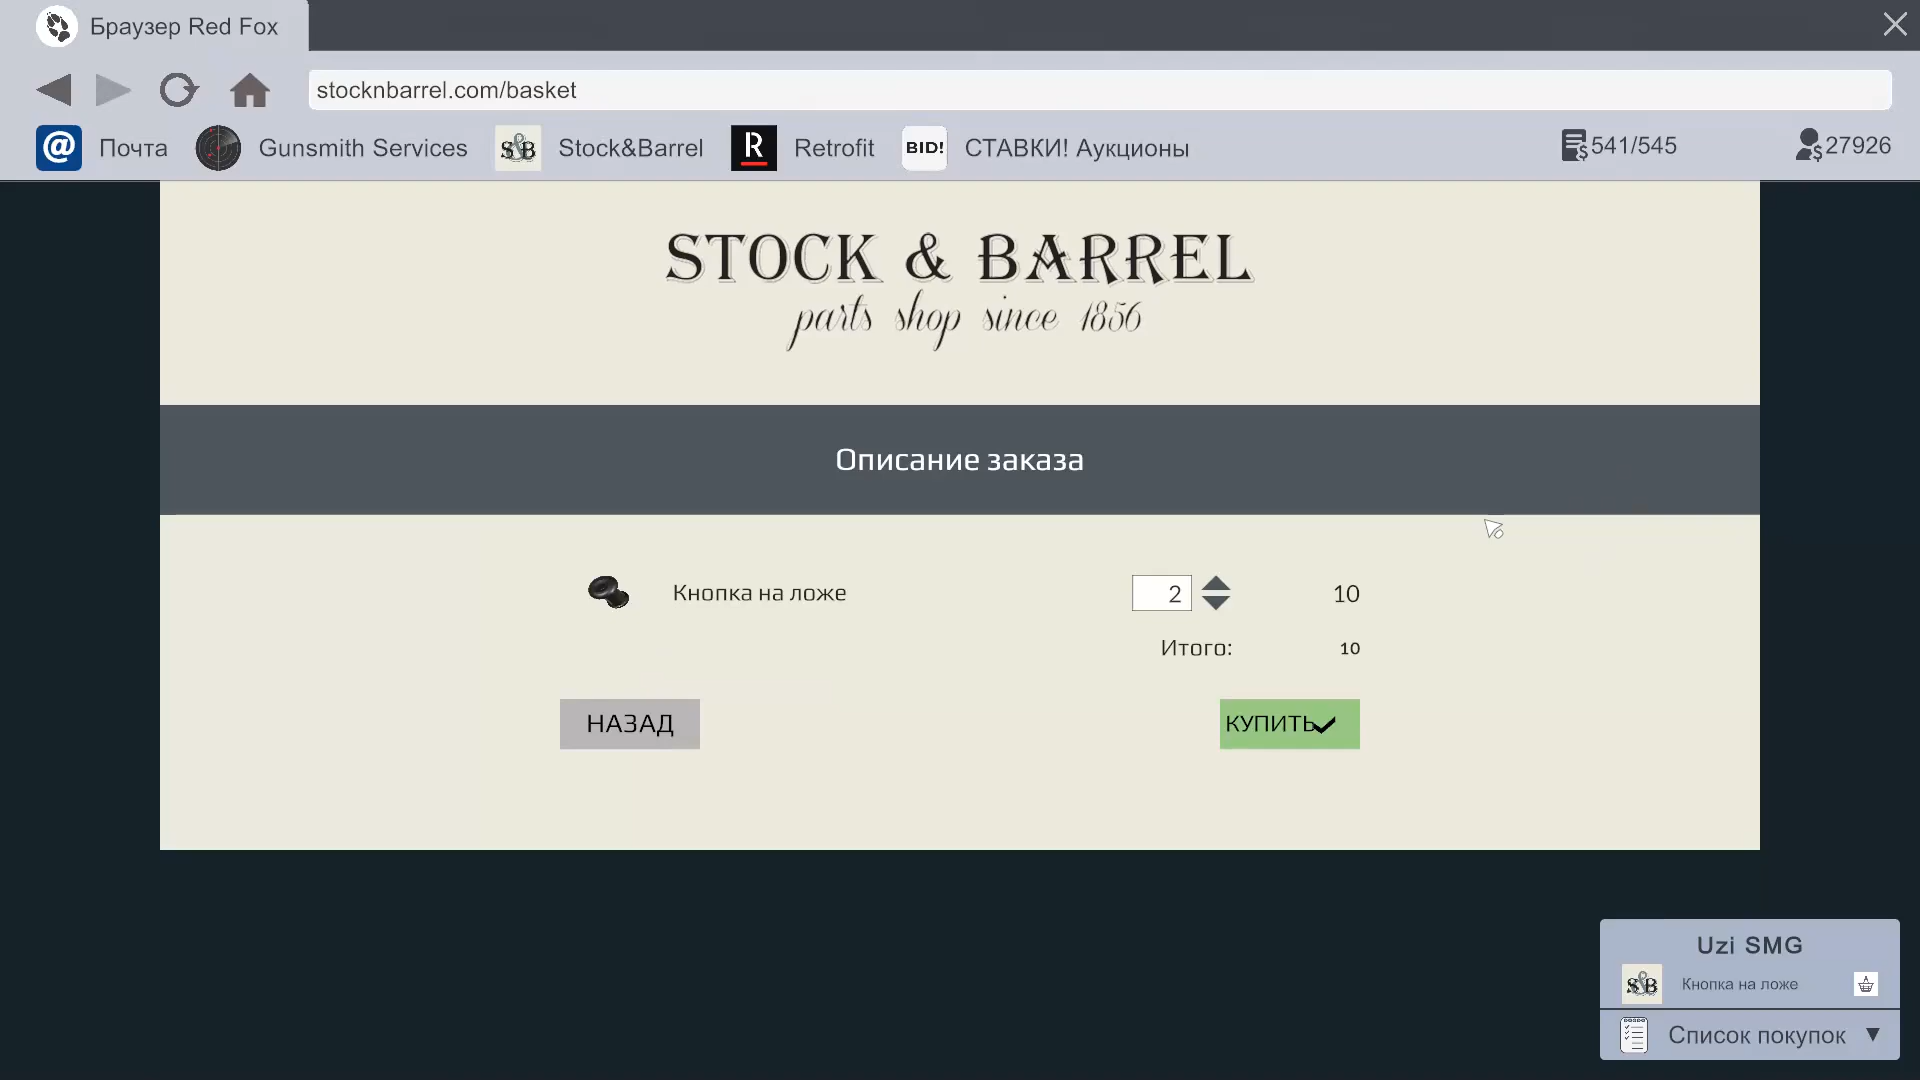 Браузер Red Fox
stocknbarrel.com/basket
@ Почта S&B Stock&Barrel Gunsmith Services R Retrofit BID! СТАВКИ! Аукционы 541/545 27926
STOCK & BARREL
parts shop since 1856
Описание заказа
Кнопка на ложе 2 10
Итого: 10
НАЗАД КУПИТЬ
Uzi SMG
S&B Кнопка на ложе
Список покупок